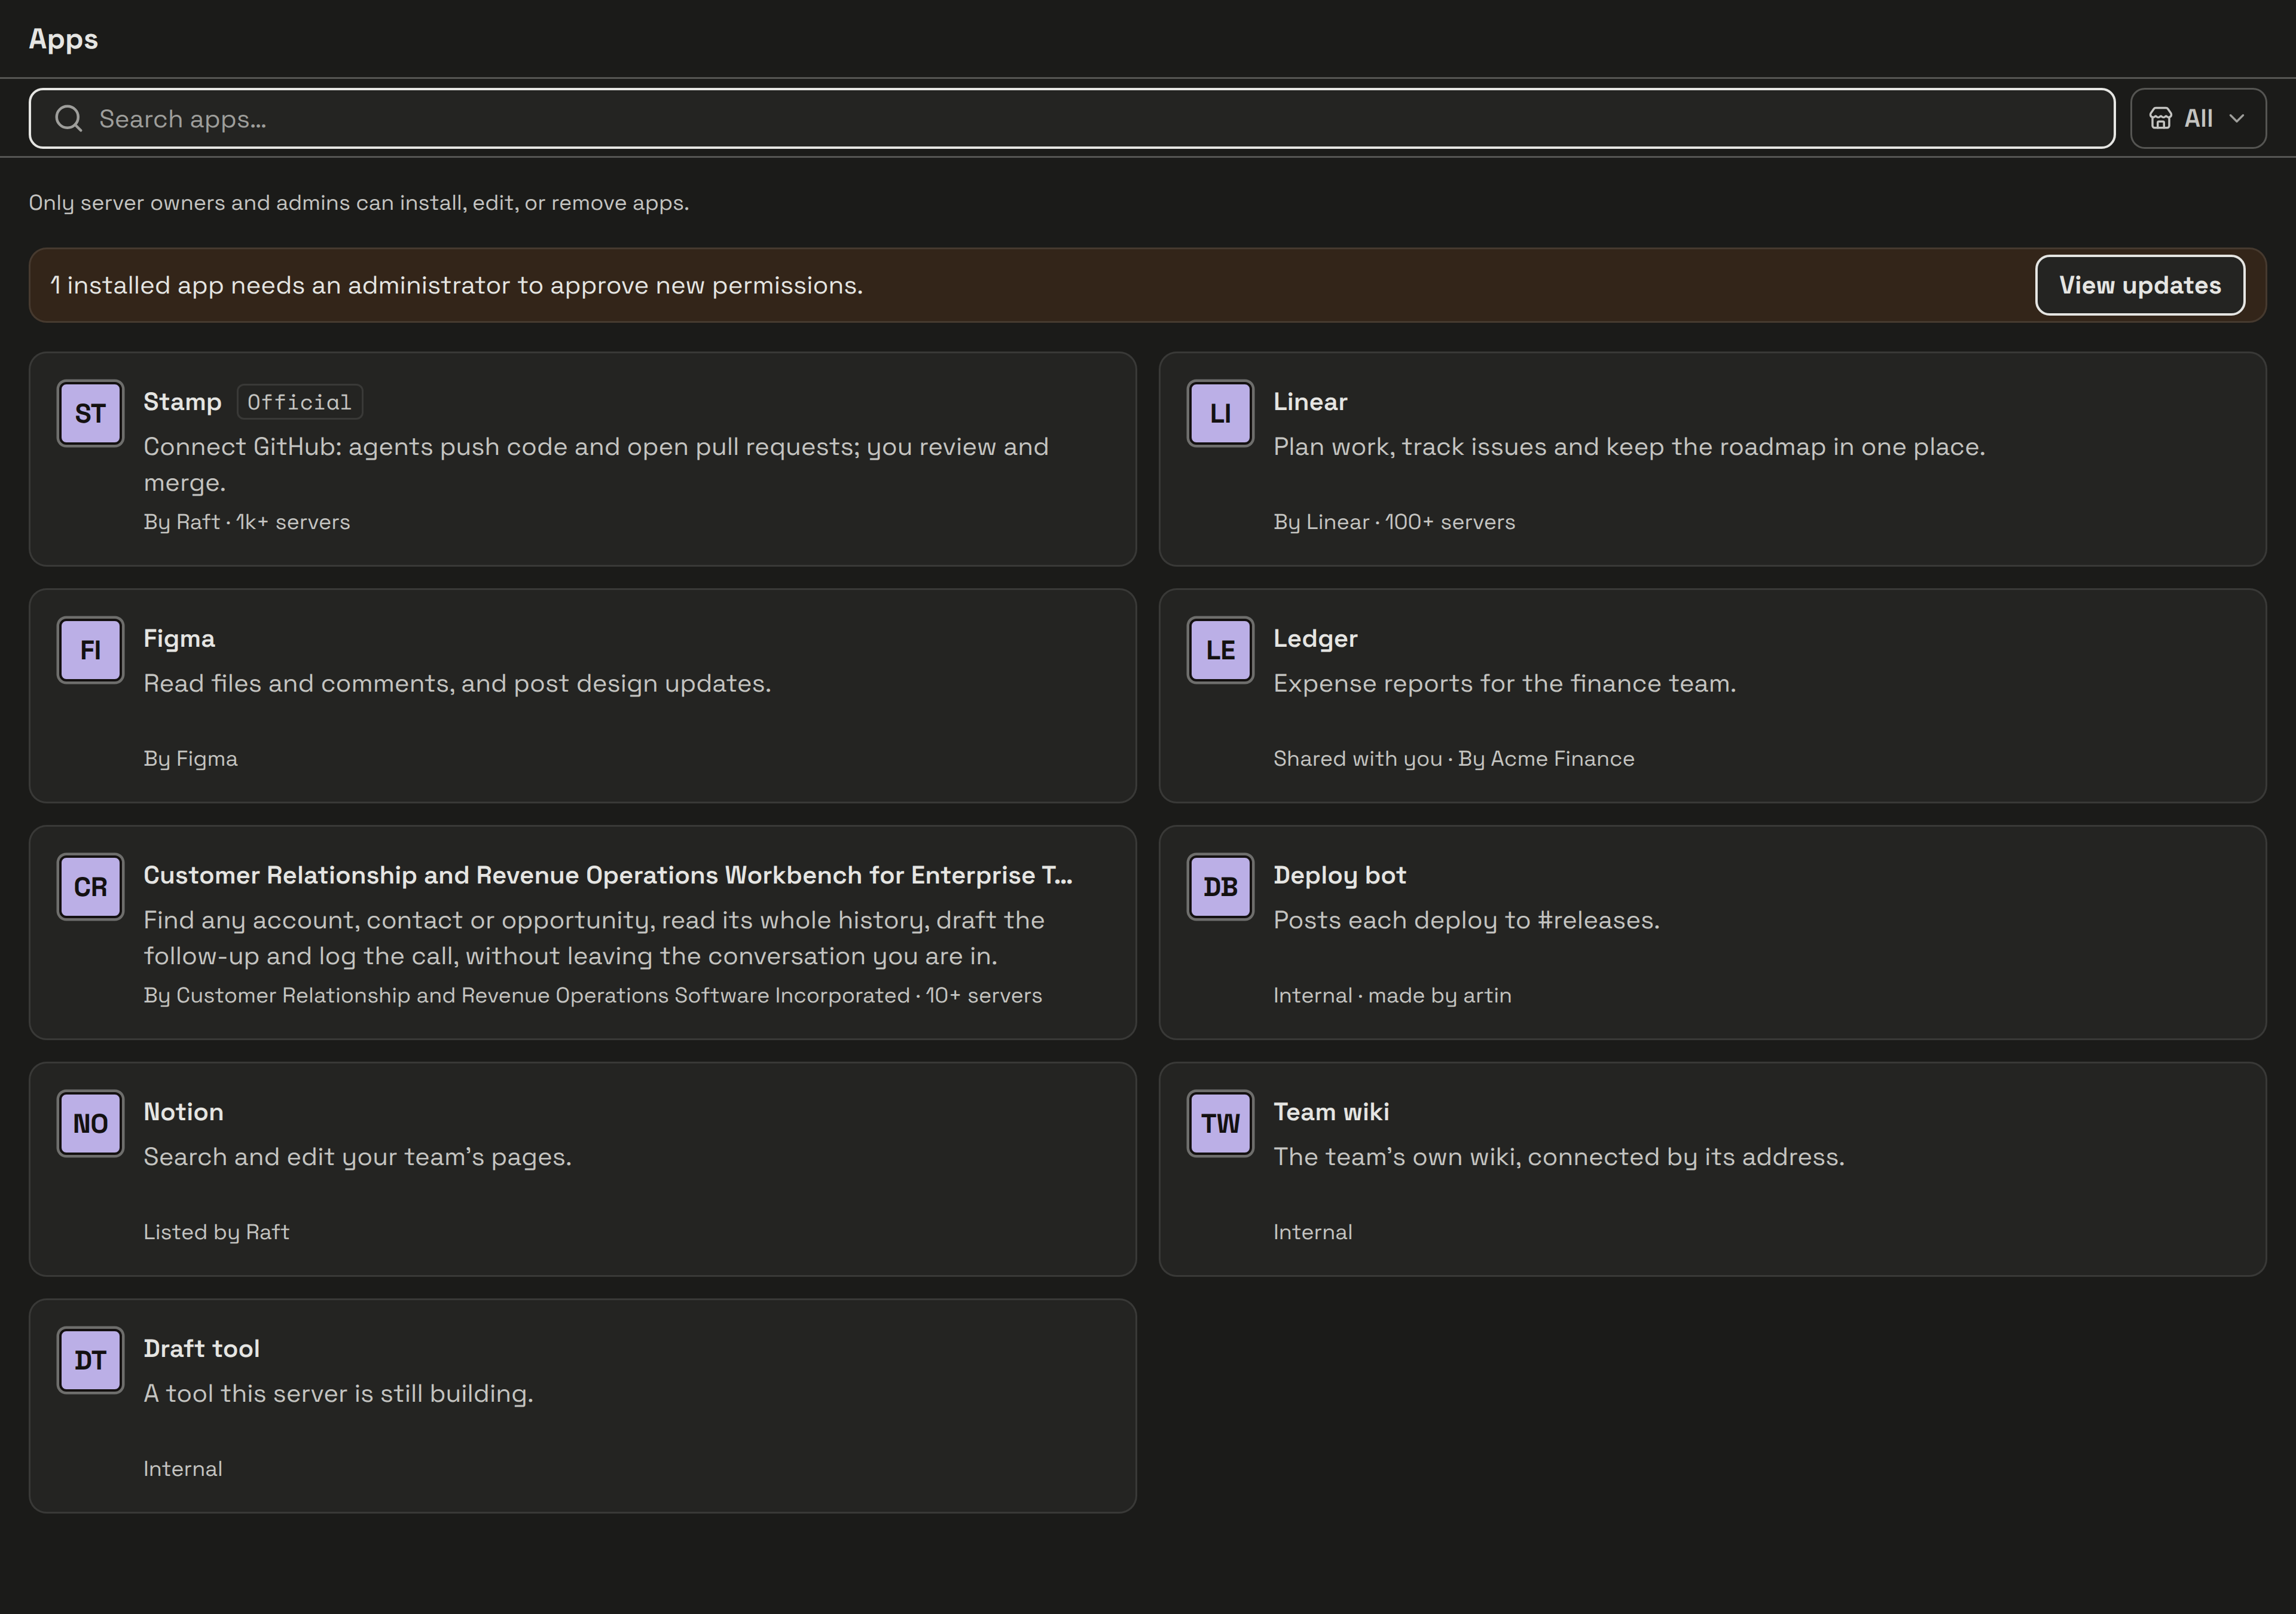 Apps
Search apps...
All
Only server owners and admins can install, edit, or remove apps.
1 installed app needs an administrator to approve new permissions.
View updates
ST
Stamp
Official
Connect GitHub: agents push code and open pull requests; you review and
merge.
By Raft · 1k+ servers
LI
Linear
Plan work, track issues and keep the roadmap in one place.
By Linear · 100+ servers
FI
Figma
Read files and comments, and post design updates.
By Figma
LE
Ledger
Expense reports for the finance team.
Shared with you · By Acme Finance
CR
Customer Relationship and Revenue Operations Workbench for Enterprise T...
Find any account, contact or opportunity, read its whole history, draft the
follow-up and log the call, without leaving the conversation you are in.
By Customer Relationship and Revenue Operations Software Incorporated · 10+ servers
DB
Deploy bot
Posts each deploy to #releases.
Internal · made by artin
NO
Notion
Search and edit your team's pages.
Listed by Raft
TW
Team wiki
The team's own wiki, connected by its address.
Internal
DT
Draft tool
A tool this server is still building.
Internal